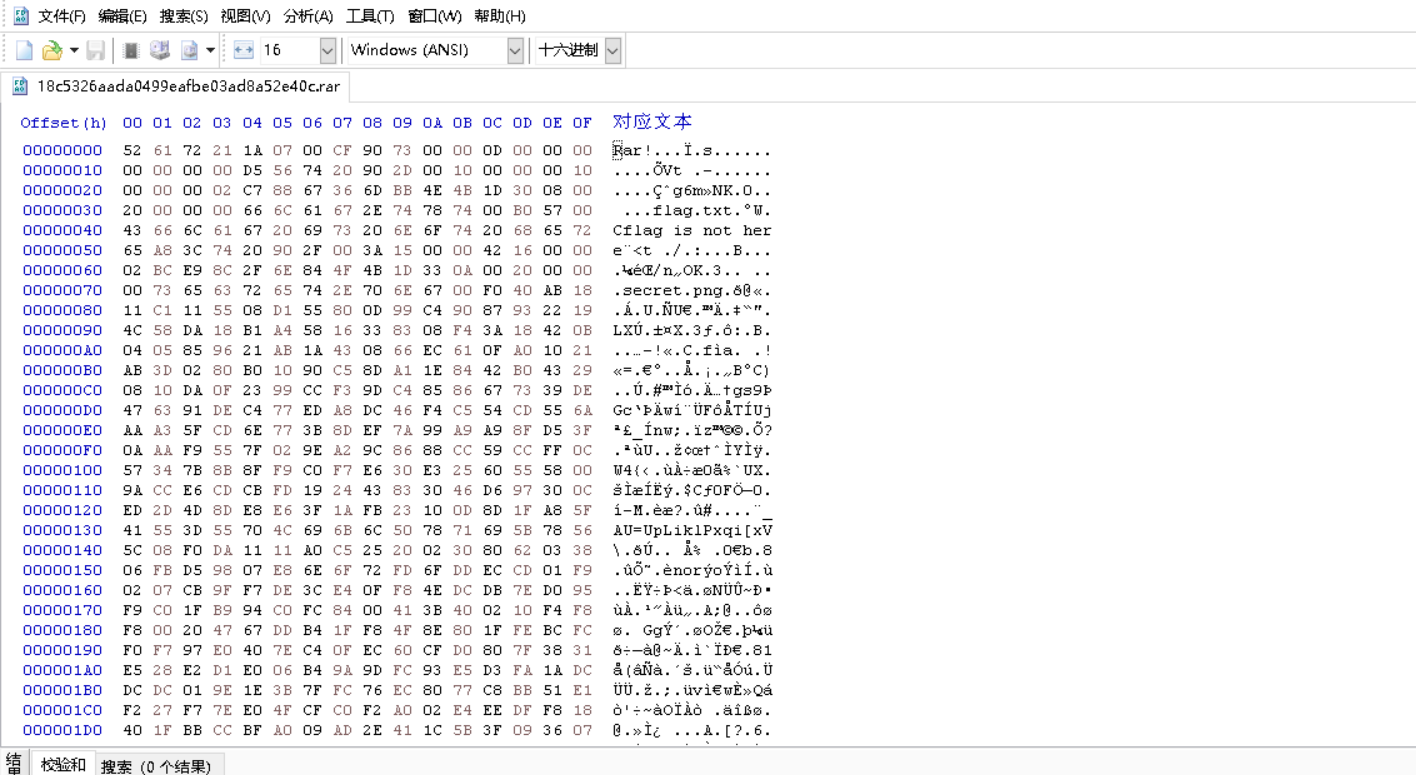 文件(F) 编辑(E) 搜索(S) 视图(V) 分析(A) 工具(T) 窗口(W) 帮助(H)
16 Windows (ANSI) 十六进制
18c5326aada0499eafbe03ad8a52e40c.rar
Offset(h) 00 01 02 03 04 05 06 07 08 09 0A 0B 0C 0D 0E 0F 对应文本
00000000 52 61 72 21 1A 07 00 CF 90 73 00 00 0D 00 00 00 Rar!...Ï.s......
00000010 00 00 00 00 D5 56 74 20 90 2D 00 10 00 00 00 10 ....ÕVt .-......
00000020 00 00 00 02 C7 88 67 36 6D BB 4E 4B 1D 30 08 00 ....Çˆg6m»NK.0..
00000030 20 00 00 00 66 6C 61 67 2E 74 78 74 00 B0 57 00  ...flag.txt.°W.
00000040 43 66 6C 61 67 20 69 73 20 6E 6F 74 20 68 65 72 Cflag is not her
00000050 65 A8 3C 74 20 90 2F 00 3A 15 00 00 42 16 00 00 e¨<t ./.:...B...
00000060 02 BC E9 8C 2F 6E 84 4F 4B 1D 33 0A 00 20 00 00 .¼éŒ/n„OK.3.. ..
00000070 00 73 65 63 72 65 74 2E 70 6E 67 00 F0 40 AB 18 .secret.png.ð@«.
00000080 11 C1 11 55 08 D1 55 80 0D 99 C4 90 87 93 22 19 .Á.U.ÑU€.™Ä.‡“".
00000090 4C 58 DA 18 B1 A4 58 16 33 83 08 F4 3A 18 42 0B LXÚ.±¤X.3ƒ.ô:.B.
000000A0 04 05 85 96 21 AB 1A 43 08 66 EC 61 0F A0 10 21 ..…–!«.C.fìa. .!
000000B0 AB 3D 02 80 B0 10 90 C5 8D A1 1E 84 42 B0 43 29 «=.€°..Å.¡.„B°C)
000000C0 08 10 DA 0F 23 99 CC F3 9D C4 85 86 67 73 39 DE ..Ú.#™Ìó.Ä…†gs9Þ
000000D0 47 63 91 DE C4 77 ED A8 DC 46 F4 C5 54 CD 55 6A Gc‘ÞÄwí¨ÜFôÅTÍUj
000000E0 AA A3 5F CD 6E 77 3B 8D EF 7A 99 A9 A9 8F D5 3F ª£_Ínw;.ïz™©©.Õ?
000000F0 0A AA F9 55 7F 02 9E A2 9C 86 88 CC 59 CC FF 0C .ªùU..ž¢œ†ˆÌYÌÿ.
00000100 57 34 7B 8B 8F F9 C0 F7 E6 30 E3 25 60 55 58 00 W4{‹.ùÀ÷æ0ã%`UX.
00000110 9A CC E6 CD CB FD 19 24 43 83 30 46 D6 97 30 0C šÌæÍËý.$Cƒ0FÖ—0.
00000120 ED 2D 4D 8D E8 E6 3F 1A FB 23 10 0D 8D 1F A8 5F í-M.èæ?.û#....¨_
00000130 41 55 3D 55 70 4C 69 6B 6C 50 78 71 69 5B 78 56 AU=UpLiklPxqi[xV
00000140 5C 08 F0 DA 11 11 A0 C5 25 20 02 30 80 62 03 38 \.ðÚ.. Å% .0€b.8
00000150 06 FB D5 98 07 E8 6E 6F 72 FD 6F DD EC CD 01 F9 .ûÕ˜.ènorýoÝìÍ.ù
00000160 02 07 CB 9F F7 DE 3C E4 0F F8 4E DC DB 7E D0 95 ..ËŸ÷Þ<ä.øNÜÛ~Ð•
00000170 F9 C0 1F B9 94 C0 FC 84 00 41 3B 40 02 10 F4 F8 ùÀ.¹”Àü„.A;@..ôø
00000180 F8 00 20 47 67 DD B4 1F F8 4F 8E 80 1F FE BC FC ø. GgÝ´.øOŽ€.þ¼ü
00000190 F0 F7 97 E0 40 7E C4 0F EC 60 CF D0 80 7F 38 31 ð÷—à@~Ä.ì`ÏÐ€.81
000001A0 E5 28 E2 D1 E0 06 B4 9A 9D FC 93 E5 D3 FA 1A DC å(âÑà.´š.ü“åÓú.Ü
000001B0 DC DC 01 9E 1E 3B 7F FC 76 EC 80 77 C8 BB 51 E1 ÜÜ.ž.;.üvì€wÈ»Qá
000001C0 F2 27 F7 7E E0 4F CF C0 F2 A0 02 E4 EE DF F8 18 ò'÷~àOÏÀò .äîßø.
000001D0 40 1F BB CC BF A0 09 AD 2E 41 1C 5B 3F 09 36 07 @.»Ì¿ ...A.[?.6.
校验和 搜索 (0 个结果)